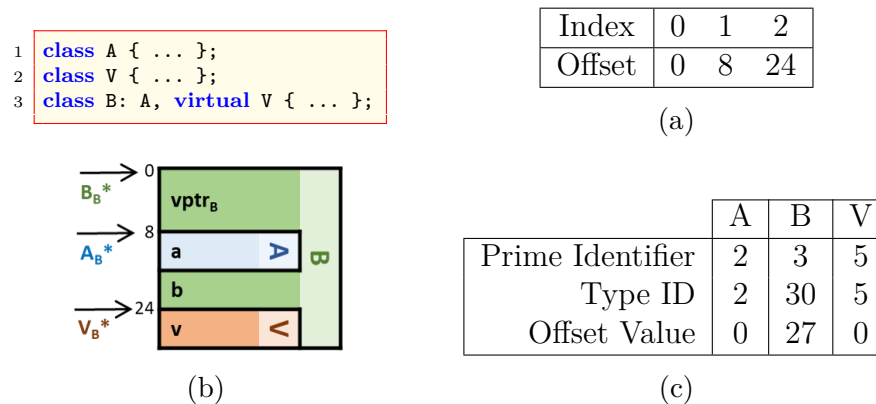 1 class A { ... };
2 class V { ... };
3 class B: A, virtual V { ... };
Index 0 1 2
Offset 0 8 24
(a)
0
B_B*
vptr_B
8
A_B*
a A
B
b
24
V_B*
v V
(b)
A B V
Prime Identifier 2 3 5
Type ID 2 30 5
Offset Value 0 27 0
(c)